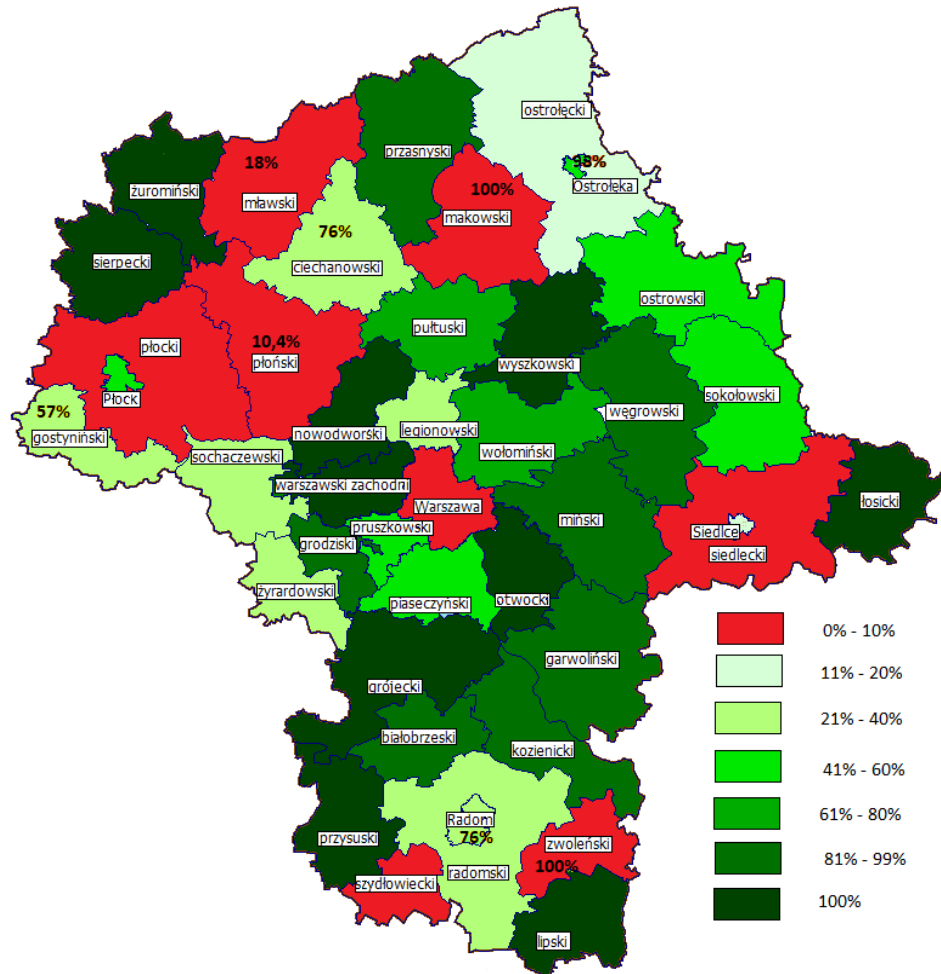 ostrołęcki
przasnyski
98%
18%
żuromiński
100%
Ostrołęka
mławski
makowski
76%
sierpecki
ciechanowski
ostrowski
pułtuski
płocki
10,4%
płoński
wyszkowski
Płock
sokołowski
57%
węgrowski
gostyniński
nowodworski
legionowski
sochaczewski
wołomiński
warszawski zachodni
Warszawa
łosicki
pruszkowski
miński
Siedlce
grodziski
siedlecki
żyrardowski
otwocki
piaseczyński
0% - 10%
garwoliński
11% - 20%
grójecki
21% - 40%
białobrzeski
kozienicki
41% - 60%
Radom
61% - 80%
przysuski
76%
zwoleński
81% - 99%
radomski
100%
szydłowiecki
100%
lipski